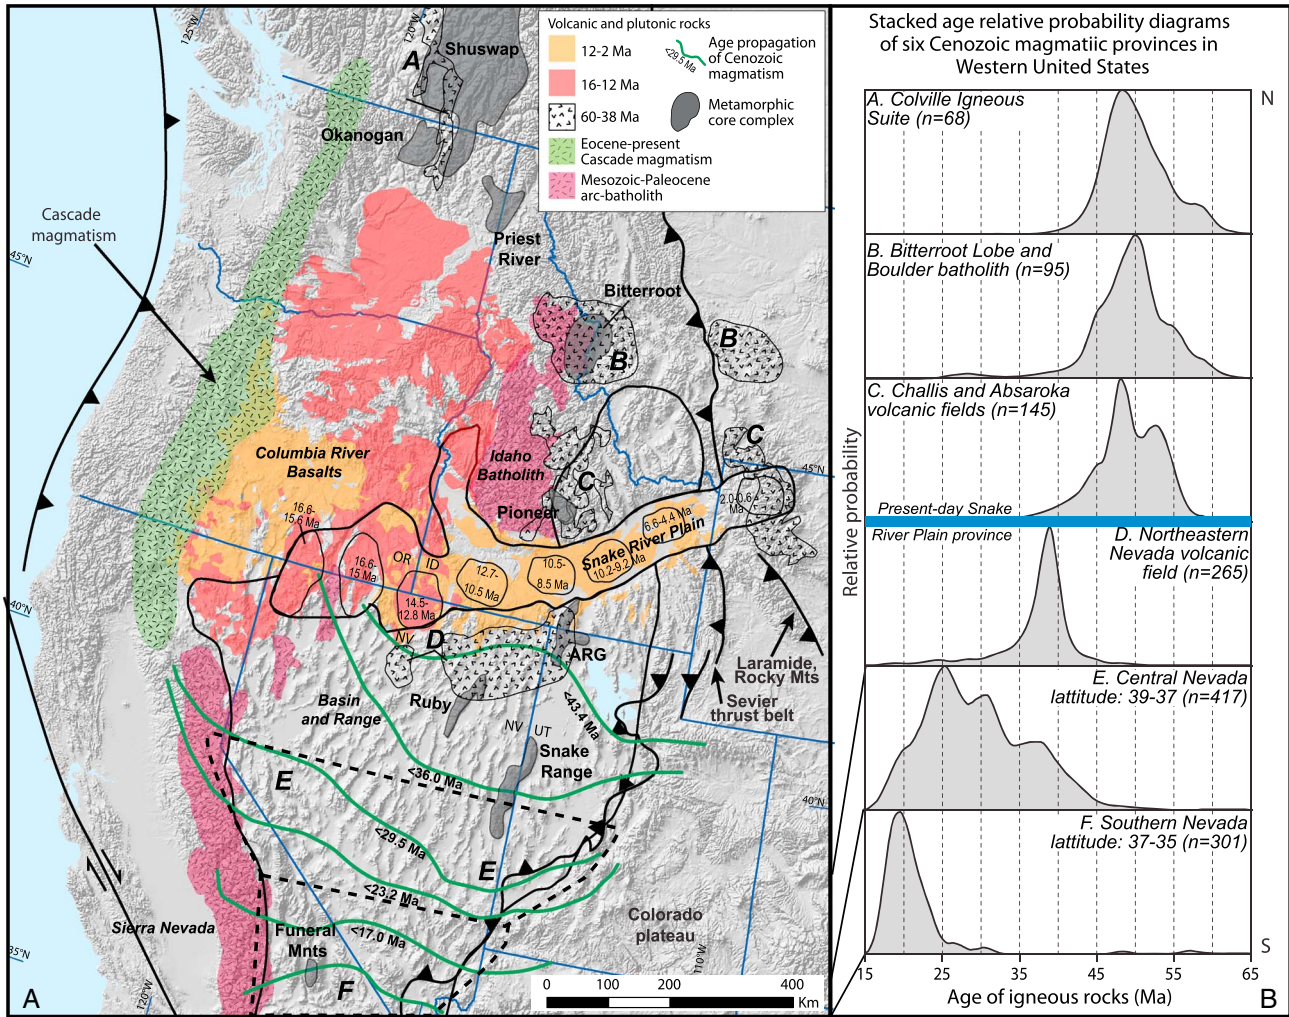 125°W
120°W
Shuswap
A
Okanogan
Volcanic and plutonic rocks
12-2 Ma
16-12 Ma
60-38 Ma
Eocene-present
Cascade magmatism
Mesozoic-Paleocene
arc-batholith
<29.5 Ma
Age propagation
of Cenozoic
magmatism
Metamorphic
core complex
Cascade
magmatism
45°N
Priest
River
Bitterroot
B
B
Columbia River
Basalts
Idaho
Batholith
C
C
45°N
Pioneer
16.6-
15.6 Ma
2.0-0.6
Ma
6.6-4.4 Ma
Snake River Plain
10.2-9.2 Ma
10.5-
8.5 Ma
12.7-
10.5 Ma
16.6-
15 Ma
14.5-
12.8 Ma
OR
ID
NV
40°N
D
ARG
Ruby
Laramide,
Rocky Mts
Sevier
thrust belt
Basin
and Range
<43.4 Ma
NV
UT
Snake
Range
E
<36.0 Ma
40°N
<29.5 Ma
E
<23.2 Ma
Sierra Nevada
Funeral
Mnts
<17.0 Ma
Colorado
plateau
110°W
35°N
120°W
F
0 100 200 400
Km
A
Stacked age relative probability diagrams
of six Cenozoic magmatiic provinces in
Western United States
N
A. Colville Igneous
Suite (n=68)
B. Bitterroot Lobe and
Boulder batholith (n=95)
C. Challis and Absaroka
volcanic fields (n=145)
Present-day Snake
River Plain province
D. Northeastern
Nevada volcanic
field (n=265)
E. Central Nevada
lattitude: 39-37 (n=417)
F. Southern Nevada
lattitude: 37-35 (n=301)
S
Relative probability
15 25 35 45 55 65
Age of igneous rocks (Ma)
B